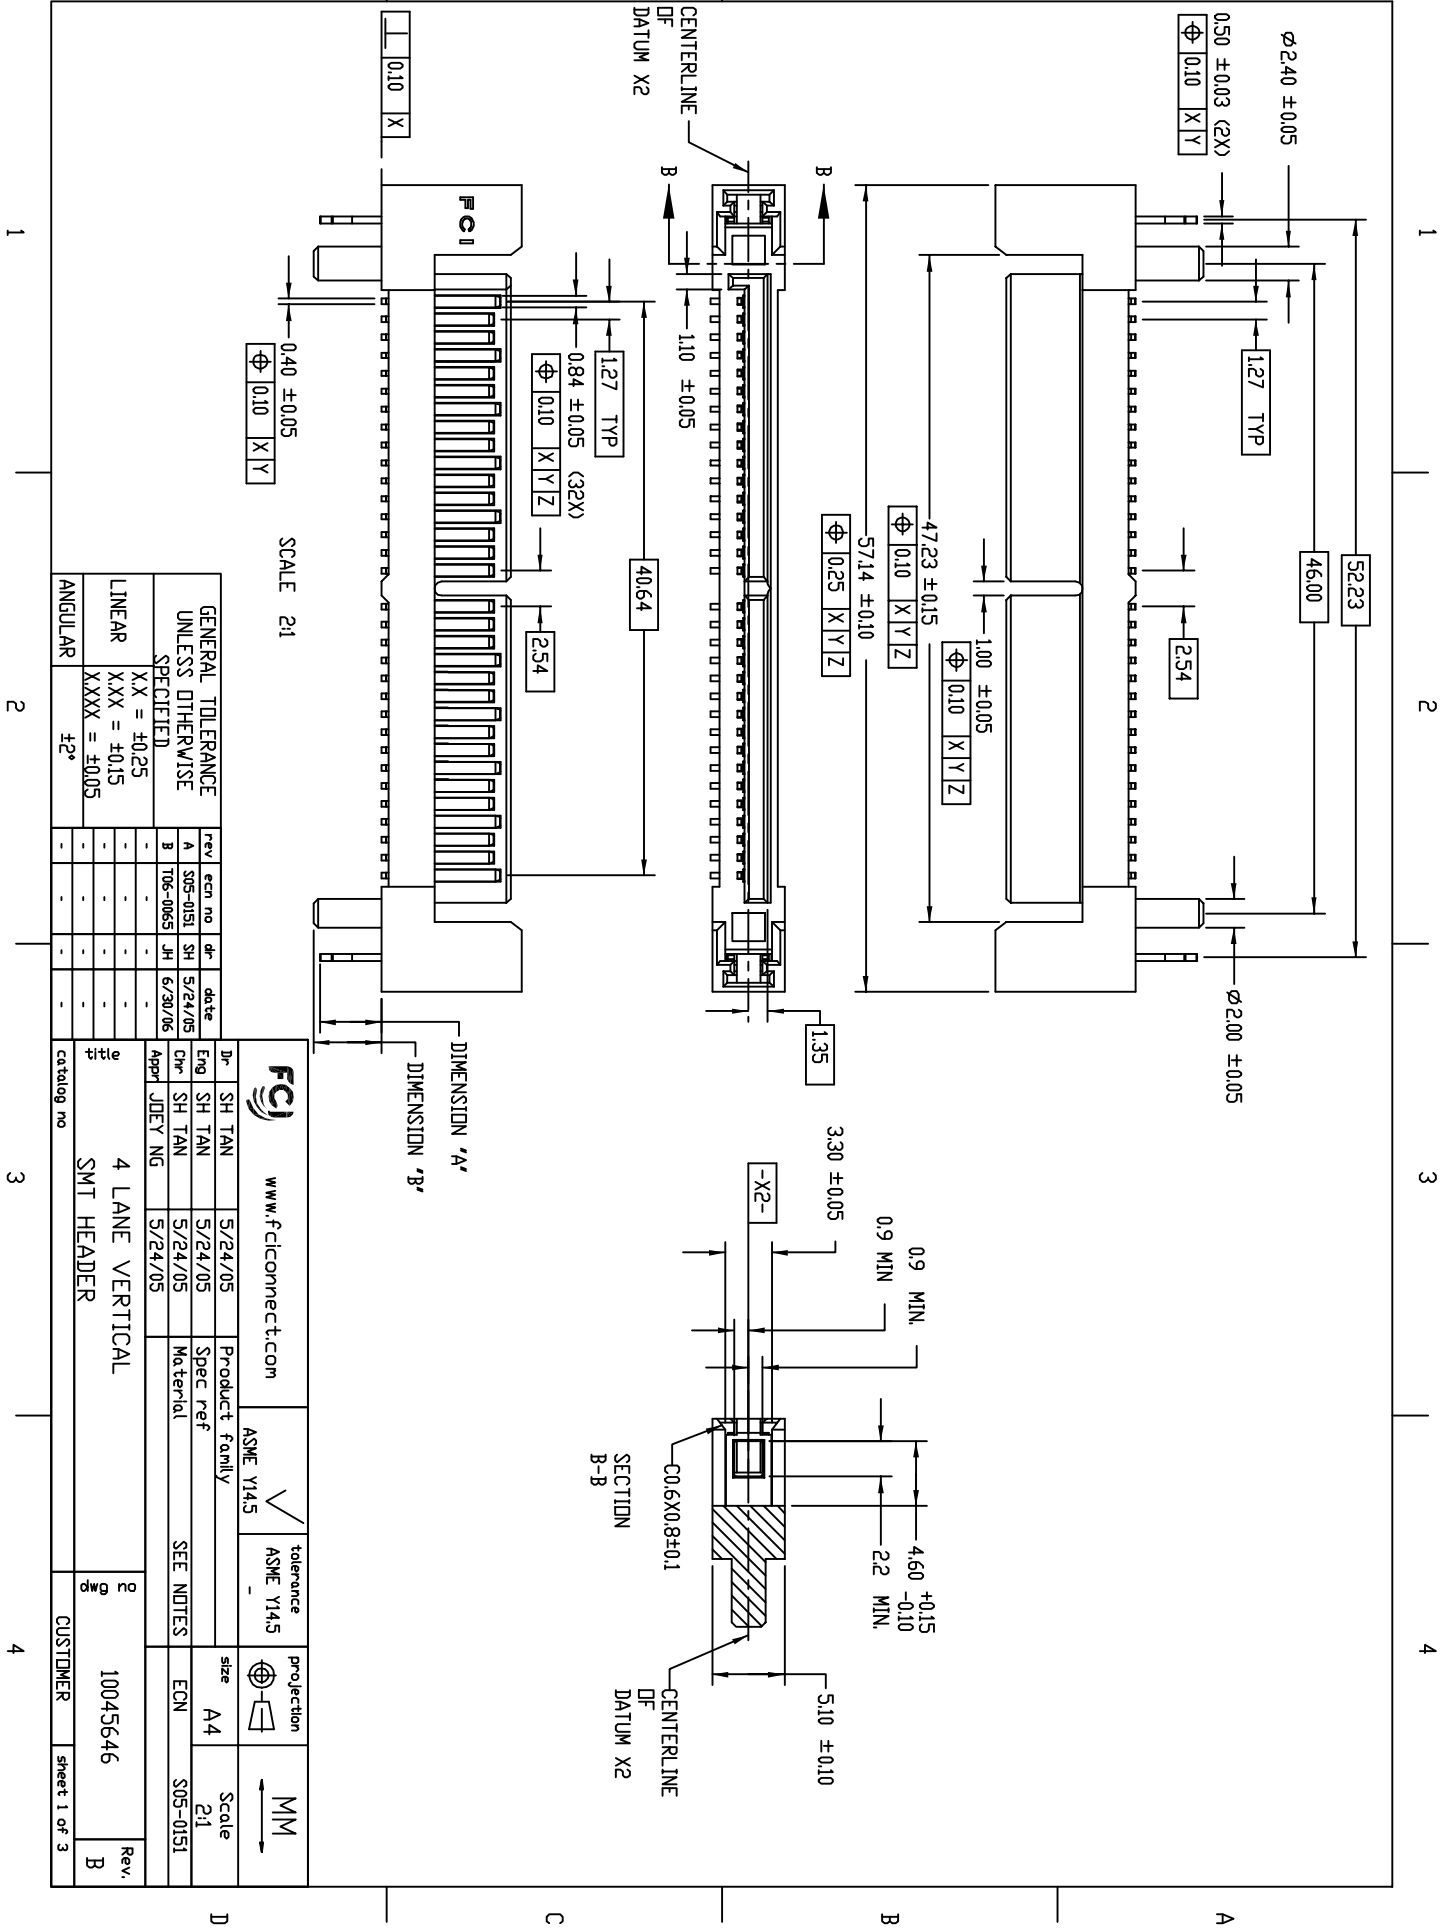 1
2
3
4
A
B
C
D
Ø2.40 ±0.05
0.50 ±0.03 (2X)
0.10 X Y
52.23
46.00
1.27 TYP
2.54
Ø2.00 ±0.05
1.00 ±0.05
0.10 X Y Z
47.23 ±0.15
0.10 X Y Z
57.14 ±0.10
0.25 X Y Z
B
B
CENTERLINE
OF
DATUM X2
1.10 ±0.05
1.35
3.30 ±0.05
-X2-
0.9 MIN
0.9 MIN.
4.60 +0.15
-0.10
2.2 MIN.
5.10 ±0.10
C0.6X0.8±0.1
SECTION
B-B
CENTERLINE
OF
DATUM X2
40.64
1.27 TYP
0.84 ±0.05 (32X)
0.10 X Y Z
2.54
FCI
0.10 X
0.40 ±0.05
0.10 X Y
SCALE 2:1
DIMENSION 'A'
DIMENSION 'B'
GENERAL TOLERANCE
UNLESS OTHERWISE
SPECIFIED
LINEAR
X.X = ±0.25
X.XX = ±0.15
X.XXX = ±0.05
ANGULAR ±2°
rev ecn no dr date
A S05-0151 SH 5/24/05
B T06-0065 JH 6/30/06
- - - -
- - - -
- - - -
- - - -
- - - -
FCI
www.fciconnect.com
ASME Y14.5
tolerance
ASME Y14.5
-
projection
MM
Dr SH TAN 5/24/05
Eng SH TAN 5/24/05
Chr SH TAN 5/24/05
Appr JOEY NG 5/24/05
Product family
Spec ref
Material SEE NOTES
size A4
Scale
2:1
ECN S05-0151
title
4 LANE VERTICAL
SMT HEADER
dwg no
10045646
Rev.
B
catalog no
CUSTOMER
sheet 1 of 3
1
2
3
4